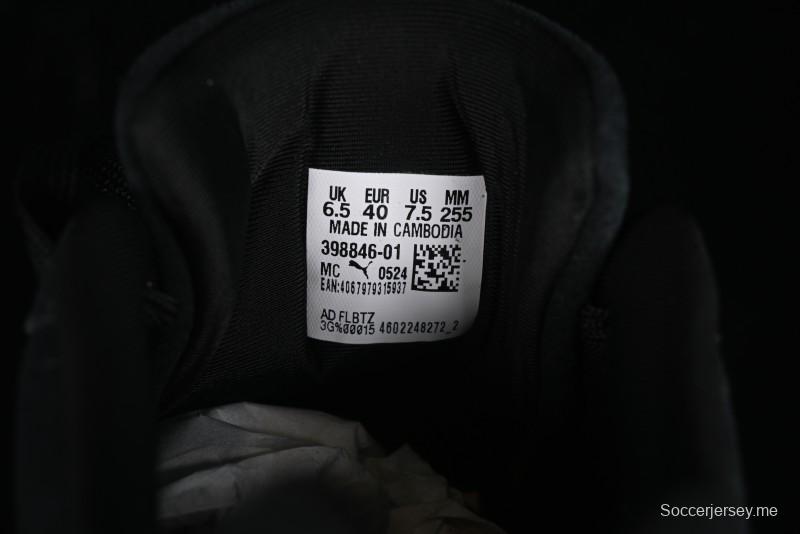 UK EUR US MM
6.5 40 7.5 255
MADE IN CAMBODIA
398846-01
MC 0524
EAN:4067979315937
AD FLBTZ
3G%00015 4602248272_2
Soccerjersey.me